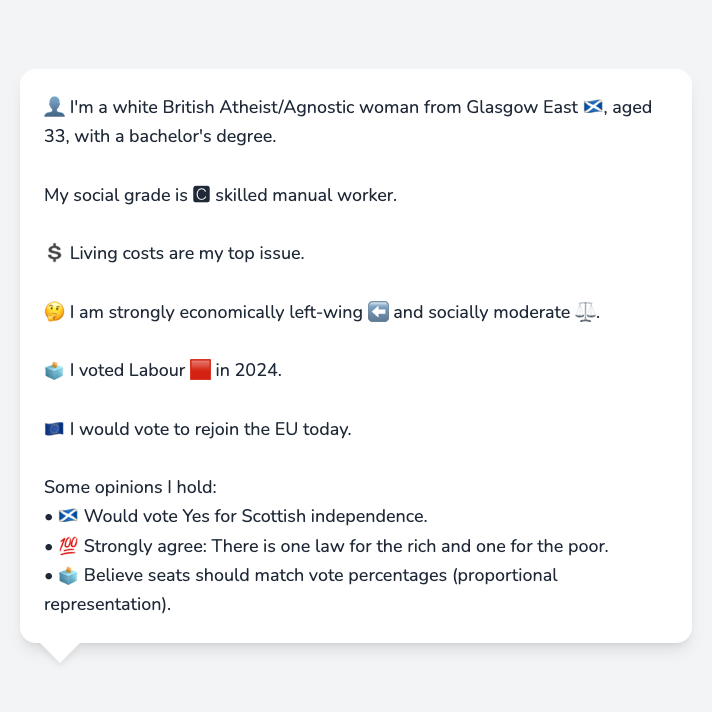 👤 I'm a white British Atheist/Agnostic woman from Glasgow East 🏴󠁧󠁢󠁳󠁣󠁴󠁿, aged
33, with a bachelor's degree.
My social grade is 🅲 skilled manual worker.
💲 Living costs are my top issue.
🤔 I am strongly economically left-wing ⬅️ and socially moderate ⚖️.
🗳️ I voted Labour 🟥 in 2024.
🇪🇺 I would vote to rejoin the EU today.
Some opinions I hold:
• 🏴󠁧󠁢󠁳󠁣󠁴󠁿 Would vote Yes for Scottish independence.
• 💯 Strongly agree: There is one law for the rich and one for the poor.
• 🗳️ Believe seats should match vote percentages (proportional
representation).